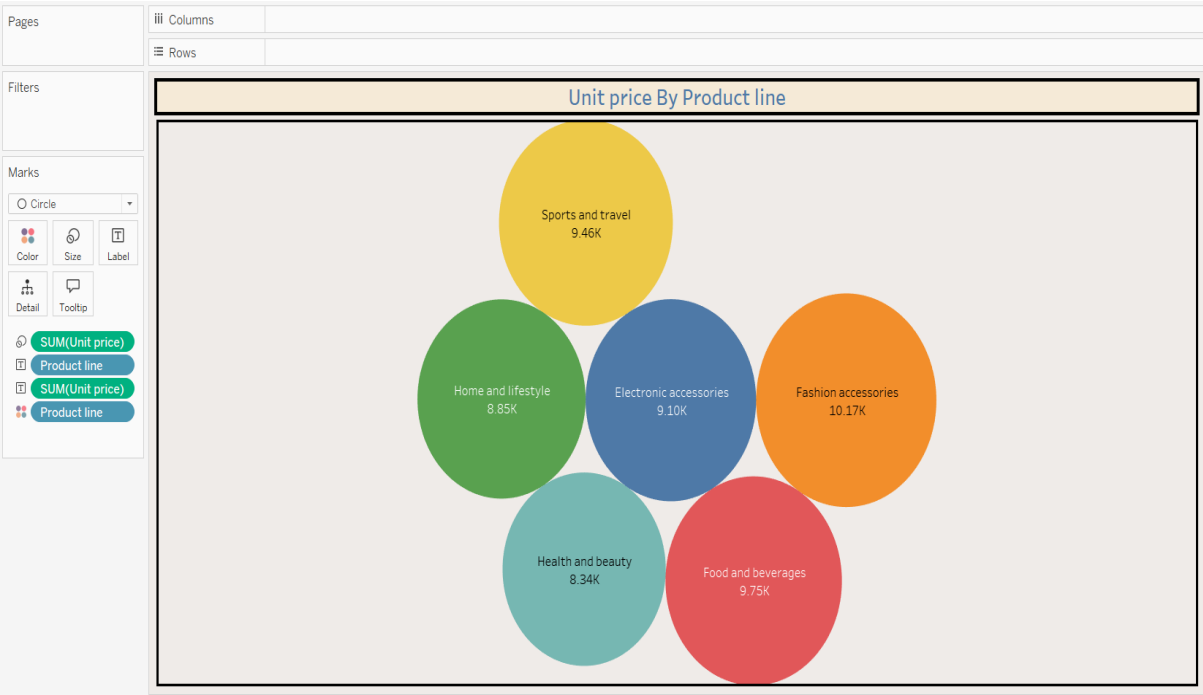 Pages
Columns
Rows
Filters
Unit price By Product line
Marks
Circle
Color Size Label
Detail Tooltip
SUM(Unit price)
Product line
SUM(Unit price)
Product line
Sports and travel
9.46K
Home and lifestyle
8.85K
Electronic accessories
9.10K
Fashion accessories
10.17K
Health and beauty
8.34K
Food and beverages
9.75K